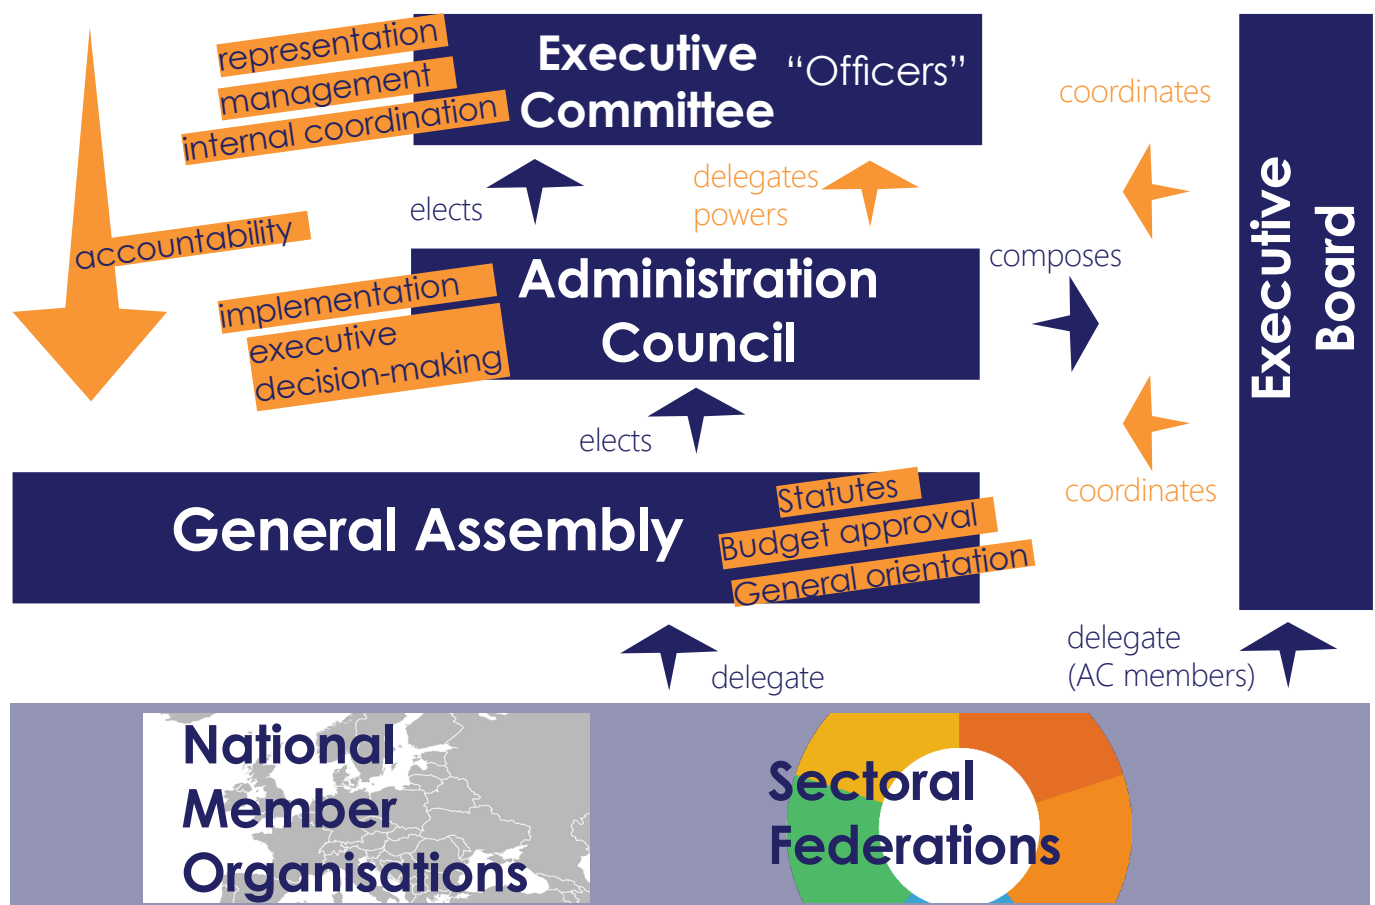 representation
management
internal coordination
Executive
Committee
“Officers”
coordinates
elects
delegates
powers
accountability
implementation
executive
decision-making
Administration
Council
composes
Executive
Board
elects
coordinates
General Assembly
Statutes
Budget approval
General orientation
delegate
delegate
(AC members)
National
Member
Organisations
Sectoral
Federations